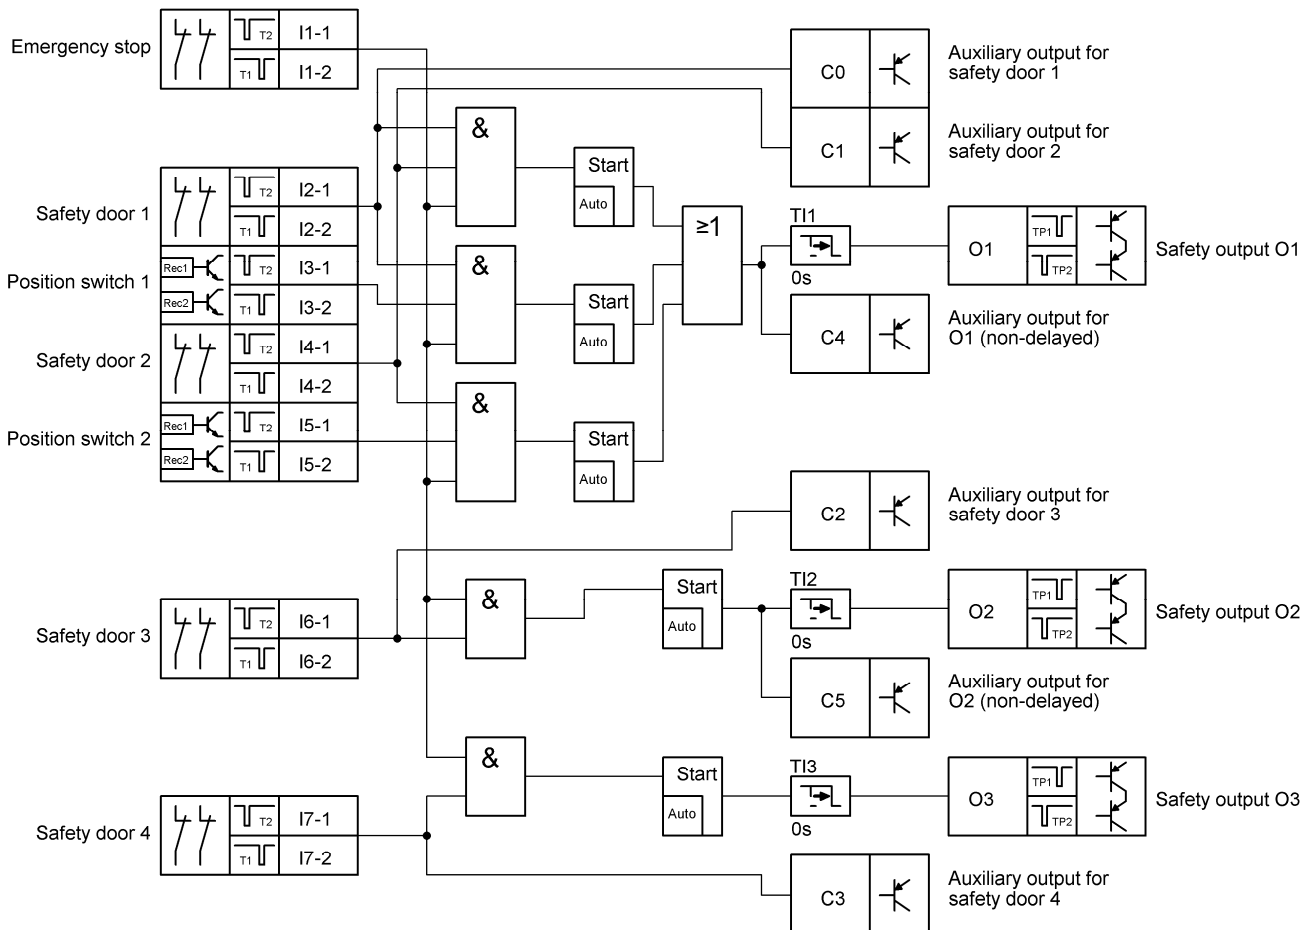 Emergency stop
T2 I1-1
T1 I1-2
C0
Auxiliary output for
safety door 1
C1
Auxiliary output for
safety door 2
&
Start
Auto
Safety door 1
T2 I2-1
T1 I2-2
Position switch 1
Rec1 T2 I3-1
Rec2 T1 I3-2
Safety door 2
T2 I4-1
T1 I4-2
Position switch 2
Rec1 T2 I5-1
Rec2 T1 I5-2
&
Start
Auto
&
Start
Auto
≥1
TI1
0s
O1
TP1
TP2
Safety output O1
C4
Auxiliary output for
O1 (non-delayed)
C2
Auxiliary output for
safety door 3
Safety door 3
T2 I6-1
T1 I6-2
&
Start
Auto
TI2
0s
O2
TP1
TP2
Safety output O2
C5
Auxiliary output for
O2 (non-delayed)
Safety door 4
T2 I7-1
T1 I7-2
&
Start
Auto
TI3
0s
O3
TP1
TP2
Safety output O3
C3
Auxiliary output for
safety door 4